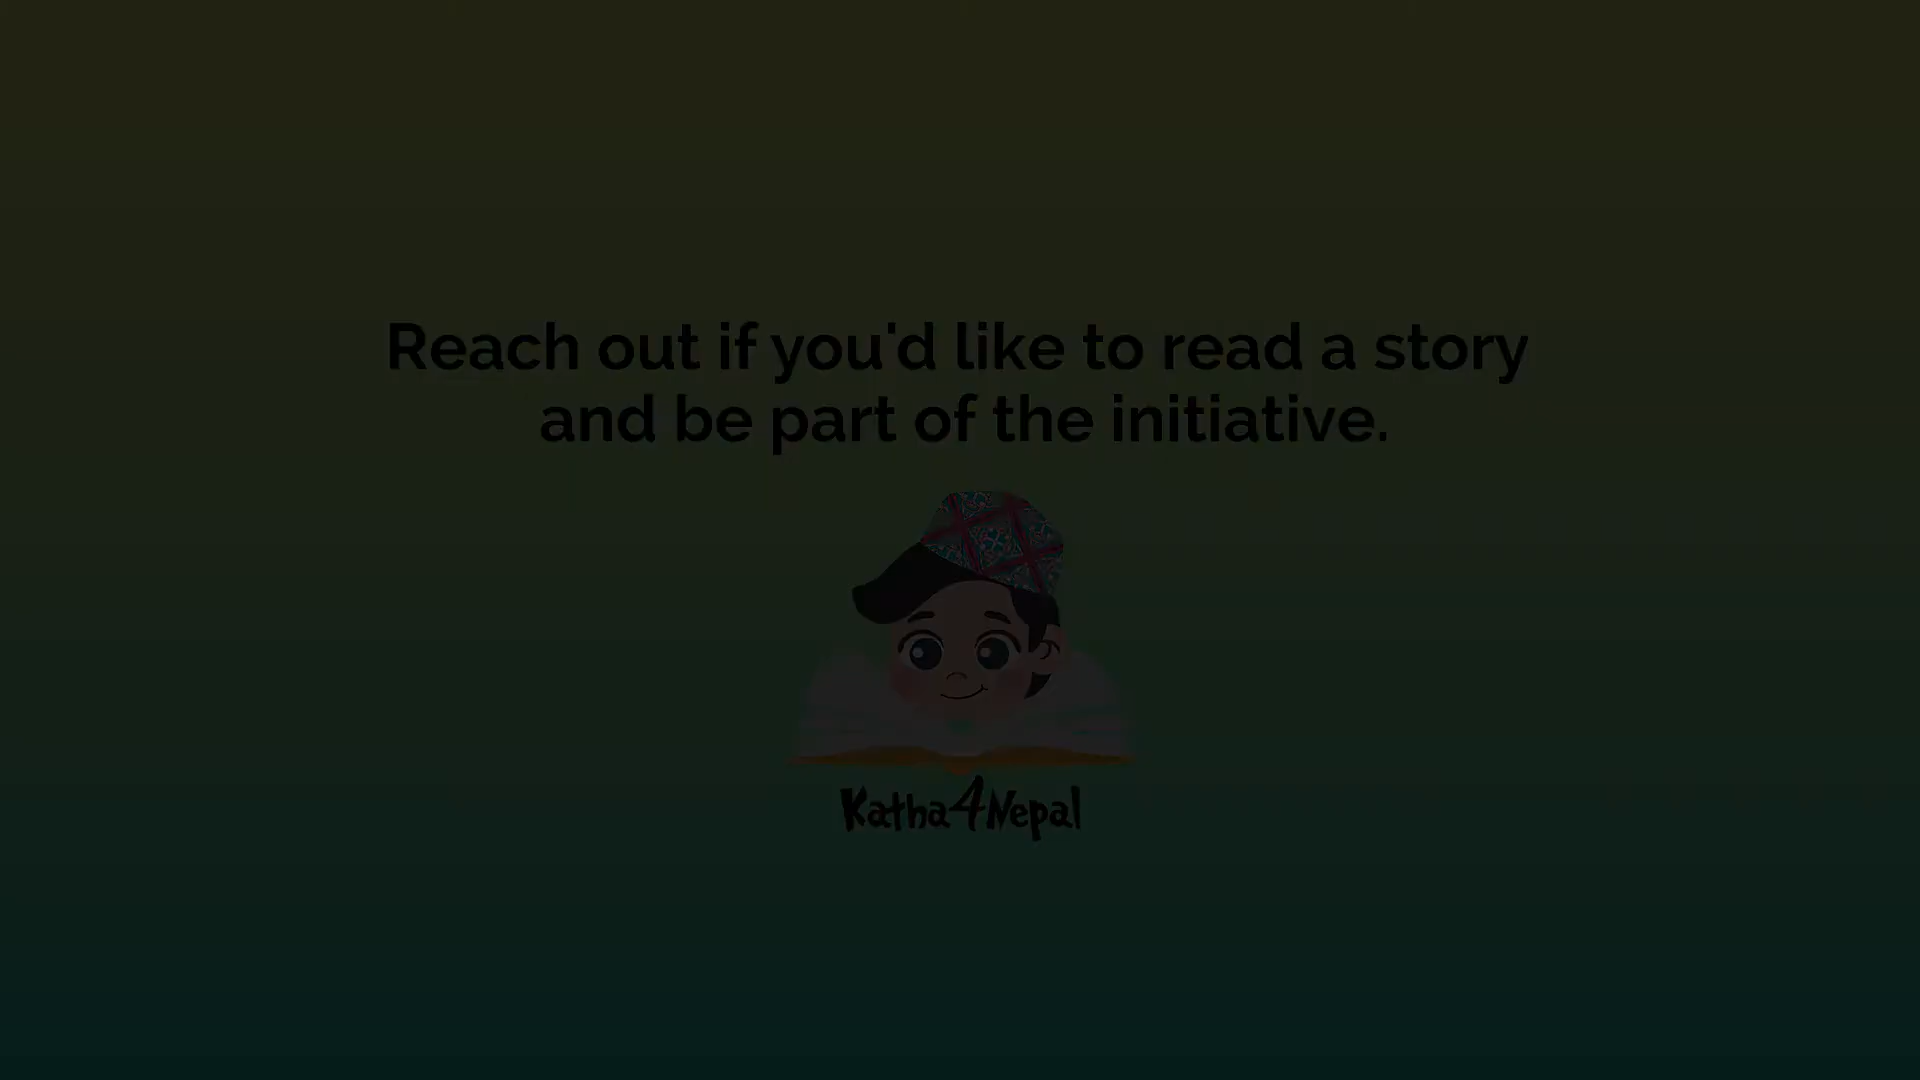 Reach out if you'd like to read a story
and be part of the initiative.
Katha4Nepal